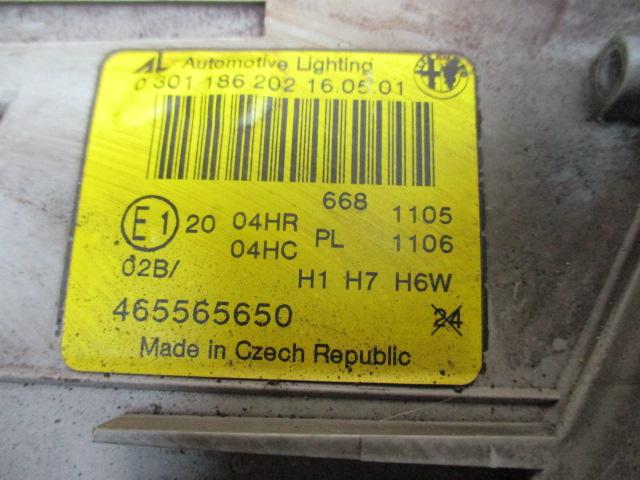 AL Automotive Lighting
0 301 186 202 16.05.01
668
E1 20 04HR PL 1105
04HC 1106
02B/ H1 H7 H6W
465565650 24
Made in Czech Republic